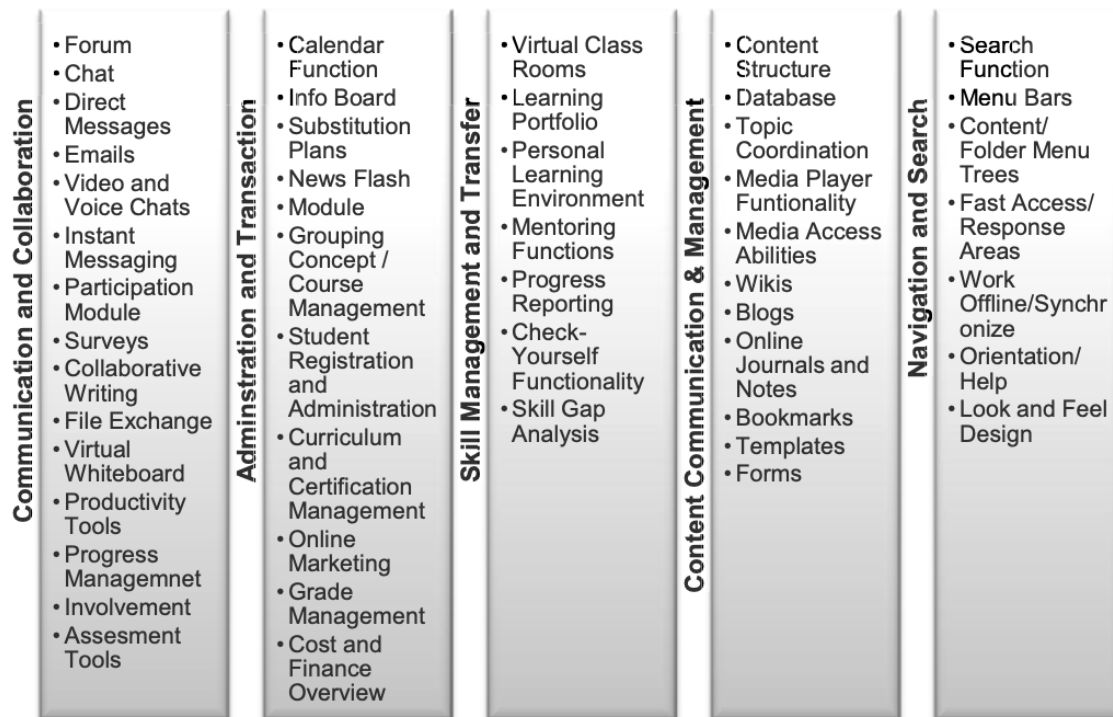 Communication and Collaboration
• Forum
• Chat
• Direct
Messages
• Emails
• Video and
Voice Chats
• Instant
Messaging
• Participation
Module
• Surveys
• Collaborative
Writing
• File Exchange
• Virtual
Whiteboard
• Productivity
Tools
• Progress
Managemnet
• Involvement
• Assesment
Tools
Adminstration and Transaction
• Calendar
Function
• Info Board
• Substitution
Plans
• News Flash
• Module
• Grouping
Concept /
Course
Management
• Student
Registration
and
Administration
• Curriculum
and
Certification
Management
• Online
Marketing
• Grade
Management
• Cost and
Finance
Overview
Skill Management and Transfer
• Virtual Class
Rooms
• Learning
Portfolio
• Personal
Learning
Environment
• Mentoring
Functions
• Progress
Reporting
• Check-
Yourself
Functionality
• Skill Gap
Analysis
Content Communication & Management
• Content
Structure
• Database
• Topic
Coordination
• Media Player
Funtionality
• Media Access
Abilities
• Wikis
• Blogs
• Online
Journals and
Notes
• Bookmarks
• Templates
• Forms
Navigation and Search
• Search
Function
• Menu Bars
• Content/
Folder Menu
Trees
• Fast Access/
Response
Areas
• Work
Offline/Synchr
onize
• Orientation/
Help
• Look and Feel
Design